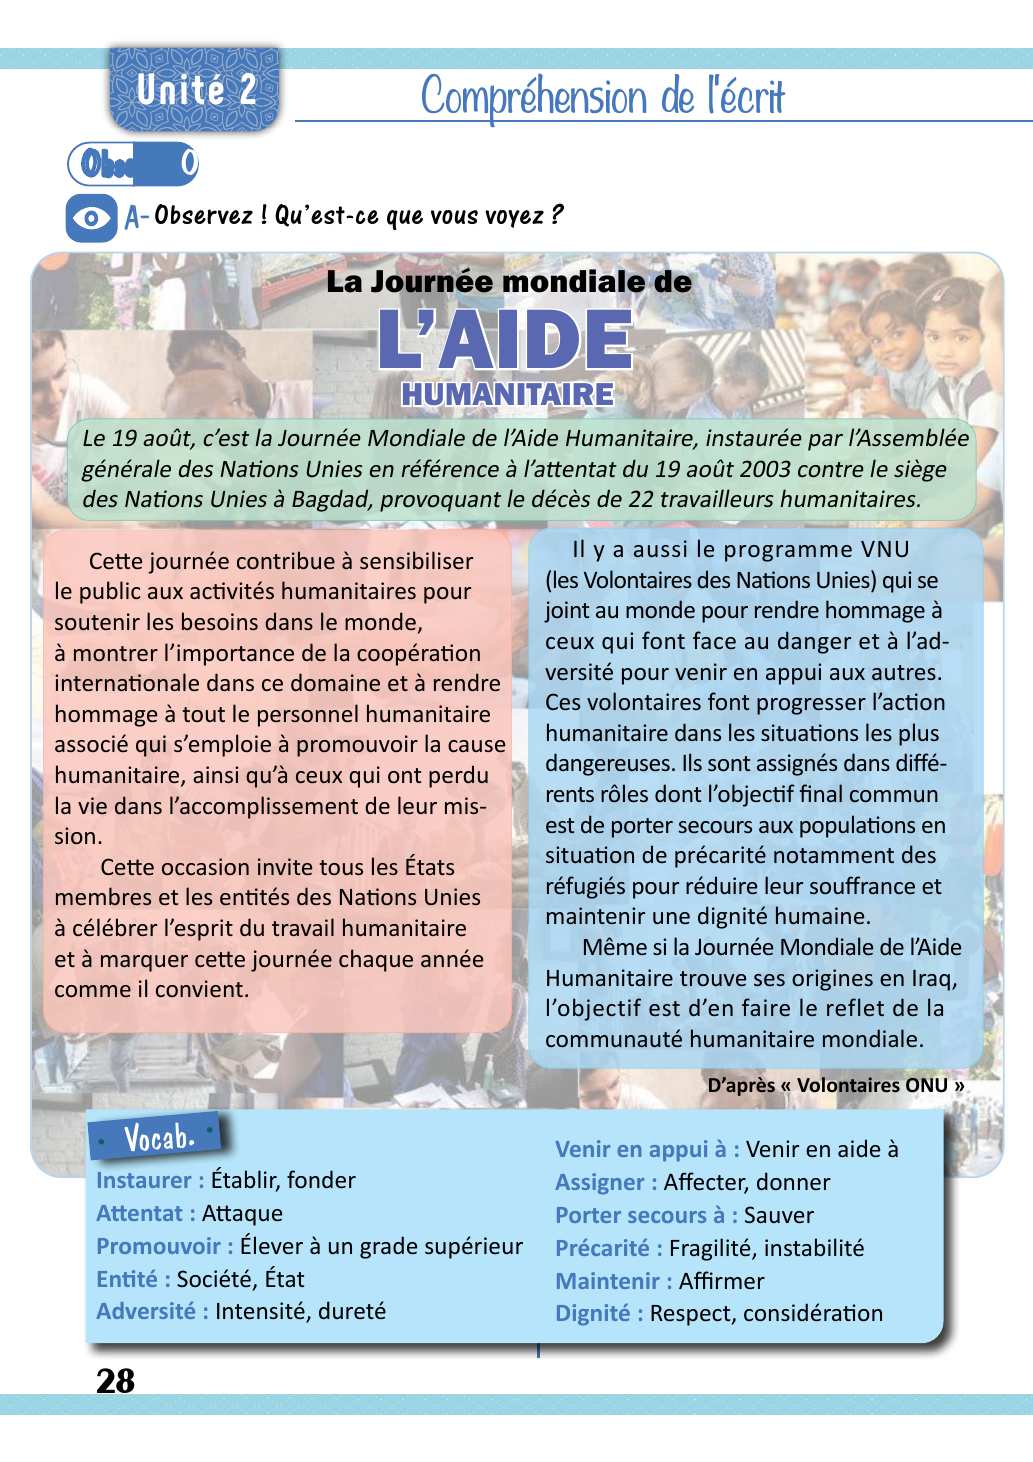 Unité 2
Compréhension de l'écrit
A- Observez ! Qu'est-ce que vous voyez ?
La Journée mondiale de
L'AIDE
HUMANITAIRE
Le 19 août, c'est la Journée Mondiale de l'Aide Humanitaire, instaurée par l'Assemblée
générale des Nations Unies en référence à l'attentat du 19 août 2003 contre le siège
des Nations Unies à Bagdad, provoquant le décès de 22 travailleurs humanitaires.
Cette journée contribue à sensibiliser
le public aux activités humanitaires pour
soutenir les besoins dans le monde,
à montrer l'importance de la coopération
internationale dans ce domaine et à rendre
hommage à tout le personnel humanitaire
associé qui s'emploie à promouvoir la cause
humanitaire, ainsi qu'à ceux qui ont perdu
la vie dans l'accomplissement de leur mis-
sion.
Cette occasion invite tous les États
membres et les entités des Nations Unies
à célébrer l'esprit du travail humanitaire
et à marquer cette journée chaque année
comme il convient.
Il y a aussi le programme VNU
(les Volontaires des Nations Unies) qui se
joint au monde pour rendre hommage à
ceux qui font face au danger et à l'ad-
versité pour venir en appui aux autres.
Ces volontaires font progresser l'action
humanitaire dans les situations les plus
dangereuses. Ils sont assignés dans diffé-
rents rôles dont l'objectif final commun
est de porter secours aux populations en
situation de précarité notamment des
réfugiés pour réduire leur souffrance et
maintenir une dignité humaine.
Même si la Journée Mondiale de l'Aide
Humanitaire trouve ses origines en Iraq,
l'objectif est d'en faire le reflet de la
communauté humanitaire mondiale.
D'après « Volontaires ONU »
Vocab.
Instaurer : Établir, fonder
Attentat : Attaque
Promouvoir : Élever à un grade supérieur
Entité : Société, État
Adversité : Intensité, dureté
Venir en appui à : Venir en aide à
Assigner : Affecter, donner
Porter secours à : Sauver
Précarité : Fragilité, instabilité
Maintenir : Affirmer
Dignité : Respect, considération
28